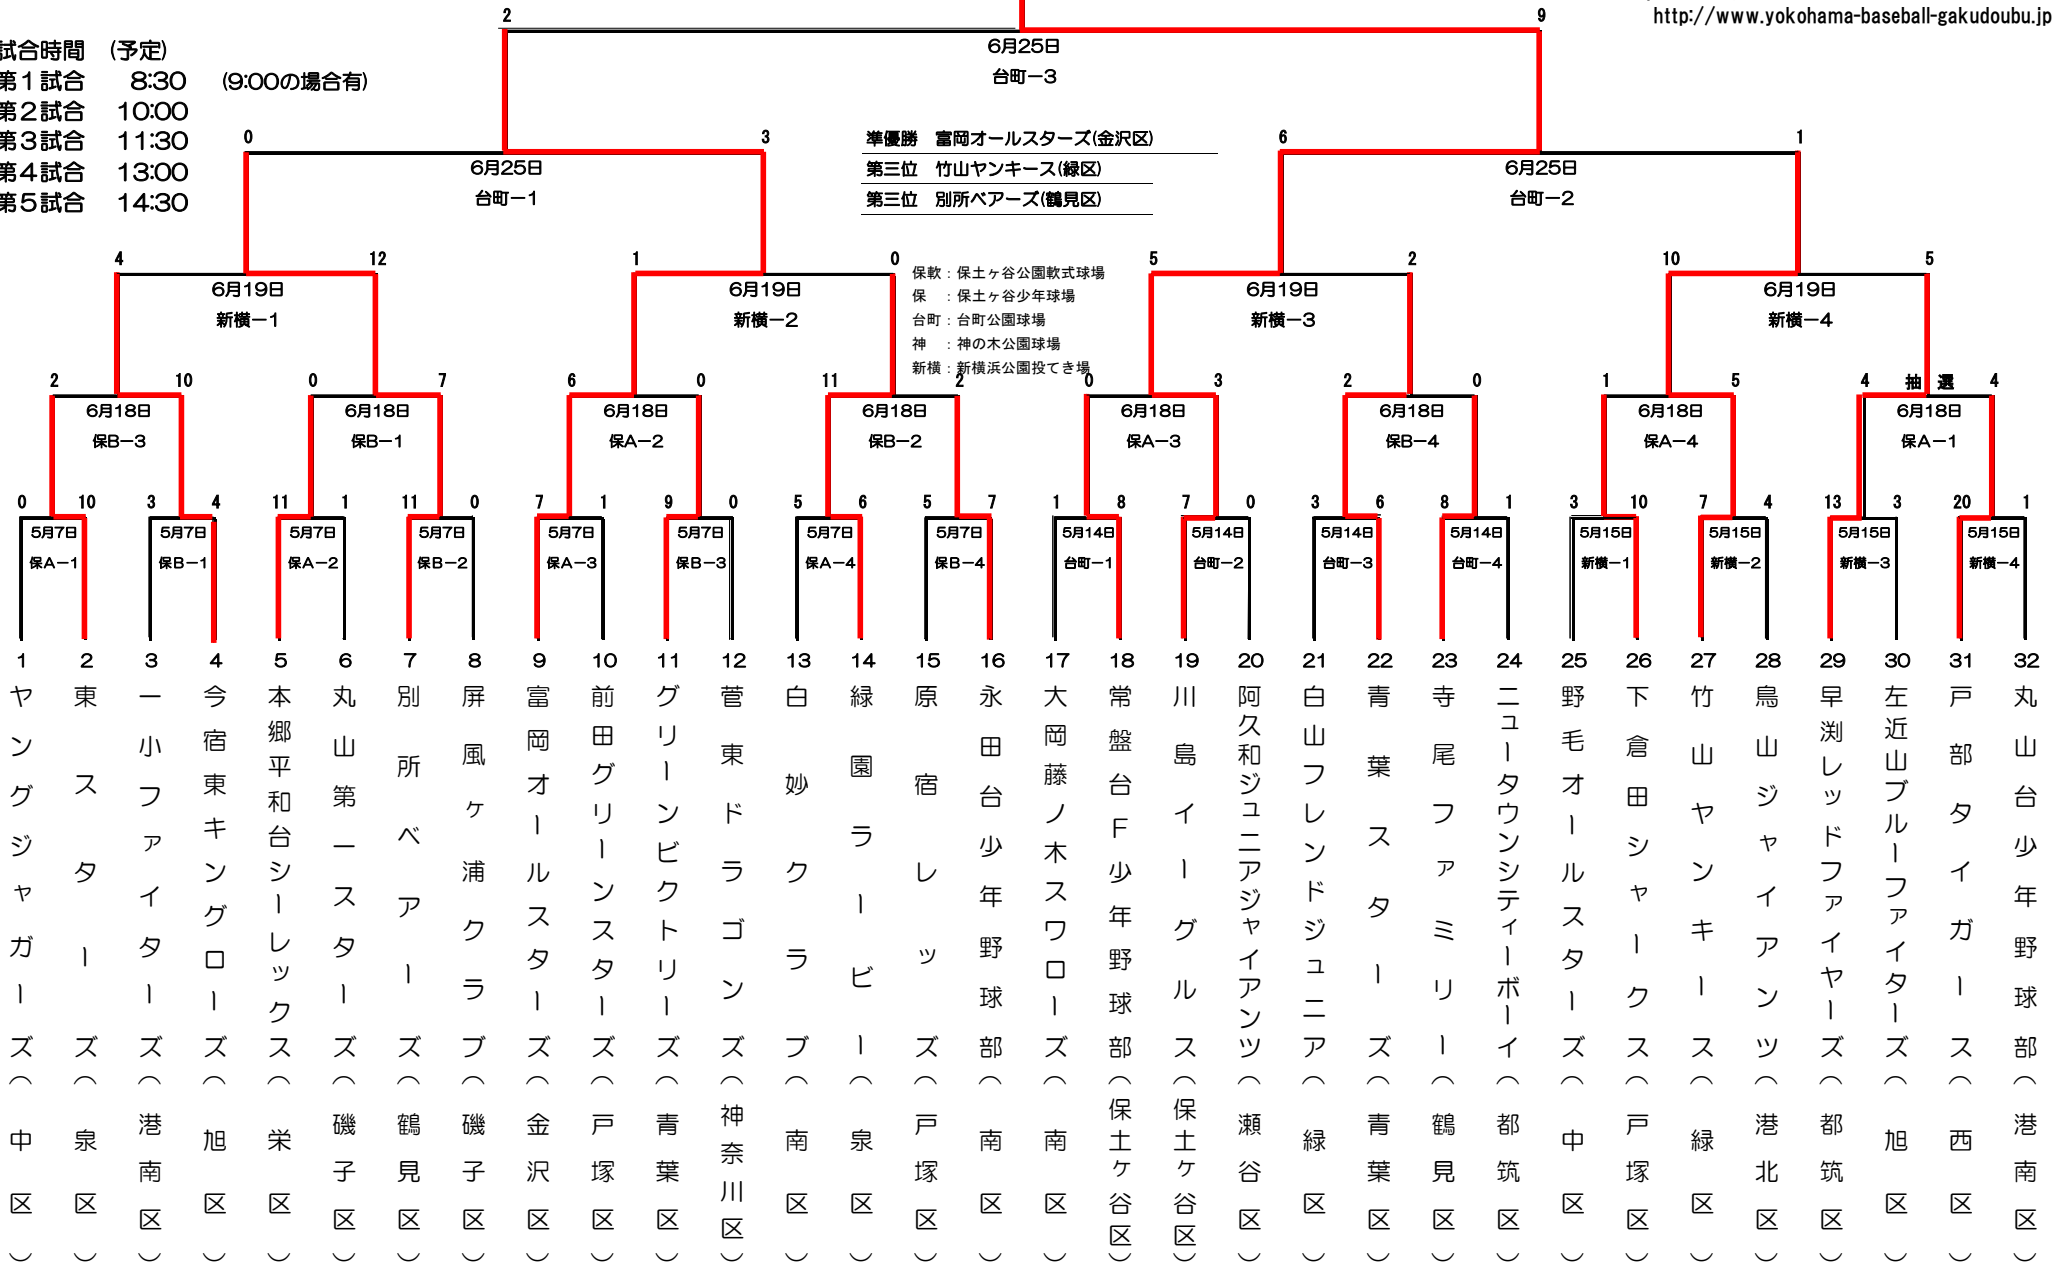 http://www.yokohama-baseball-gakudoubu.jp
2 9
6月25日
台町－3
試合時間 (予定)
第1試合 8:30 (9:00の場合有)
第2試合 10:00
第3試合 11:30
第4試合 13:00
第5試合 14:30
0 3 6 1
6月25日 6月25日
台町－1 台町－2
準優勝 富岡オールスターズ(金沢区)
第三位 竹山ヤンキース(緑区)
第三位 別所ベアーズ(鶴見区)
4 12 1 0 5 2 10 5
6月19日 6月19日 6月19日 6月19日
新横－1 新横－2 新横－3 新横－4
保軟：保土ヶ谷公園軟式球場
保 ：保土ヶ谷少年球場
台町：台町公園球場
神 ：神の木公園球場
新横：新横浜公園投てき場
2 10 0 7 6 0 11 2 0 3 2 0 1 5 4 抽 選 4
6月18日 6月18日 6月18日 6月18日 6月18日 6月18日 6月18日 6月18日
保B－3 保B－1 保A－2 保B－2 保A－3 保B－4 保A－4 保A－1
0 10 3 4 11 1 11 0 7 1 9 0 5 6 5 7 1 8 7 0 3 6 8 1 3 10 7 4 13 3 20 1
5月7日 5月7日 5月7日 5月7日 5月7日 5月7日 5月7日 5月7日 5月14日 5月14日 5月14日 5月14日 5月15日 5月15日 5月15日 5月15日
保A－1 保B－1 保A－2 保B－2 保A－3 保B－3 保A－4 保B－4 台町－1 台町－2 台町－3 台町－4 新横－1 新横－2 新横－3 新横－4
1 ヤングジャガーズ(中区)
2 東スターズ(泉区)
3 一小ファイターズ(港南区)
4 今宿東キングローズ(旭区)
5 本郷平和台シーレックス(栄区)
6 丸山第一スターズ(磯子区)
7 別所ベアーズ(鶴見区)
8 屏風ヶ浦クラブ(磯子区)
9 富岡オールスターズ(金沢区)
10 前田グリーンスターズ(戸塚区)
11 グリーンビクトリーズ(青葉区)
12 菅東ドラゴンズ(神奈川区)
13 白妙クラブ(南区)
14 緑園ラービー(泉区)
15 原宿レッズ(戸塚区)
16 永田台少年野球部(南区)
17 大岡藤ノ木スワローズ(南区)
18 常盤台F少年野球部(保土ケ谷区)
19 川島イーグルス(保土ケ谷区)
20 阿久和ジュニアジャイアンツ(瀬谷区)
21 白山フレンドジュニア(緑区)
22 青葉スターズ(青葉区)
23 寺尾ファミリー(鶴見区)
24 ニュータウンシティーボーイ(都筑区)
25 野毛オールスターズ(中区)
26 下倉田シャークス(戸塚区)
27 竹山ヤンキース(緑区)
28 鳥山ジャイアンツ(港北区)
29 早渕レッドファイヤーズ(都筑区)
30 左近山ブルーファイターズ(旭区)
31 戸部タイガース(西区)
32 丸山台少年野球部(港南区)